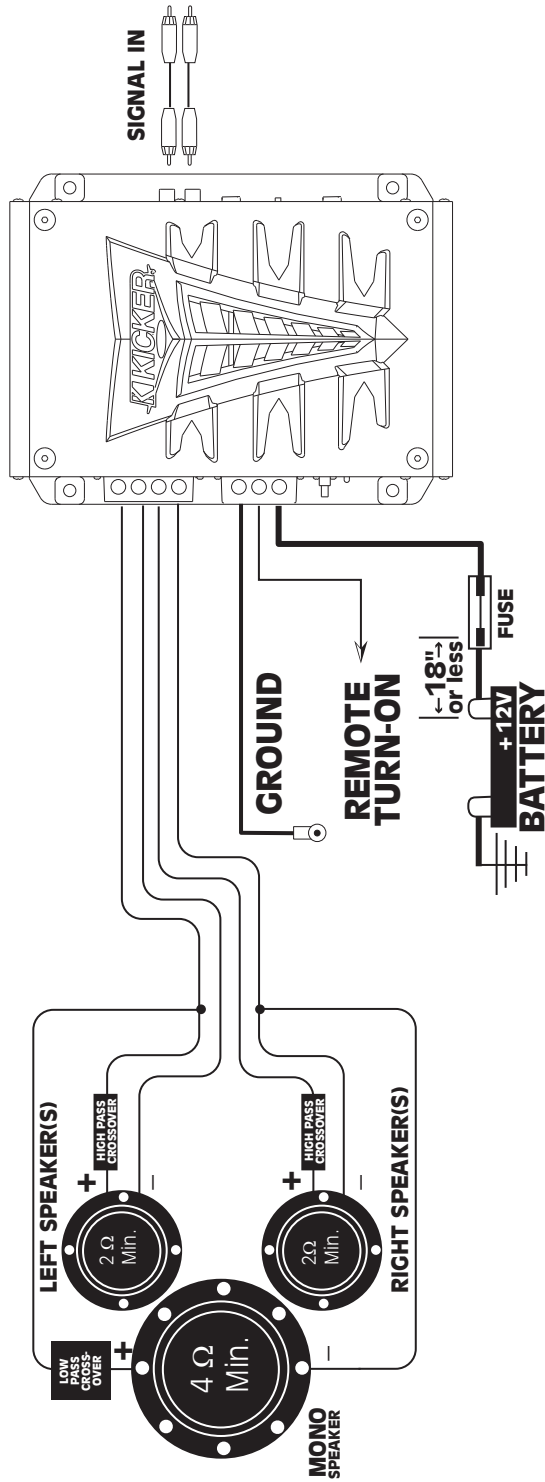 SIGNAL IN
KICKER
GROUND
REMOTE
TURN-ON
←18"→
or less
FUSE
+ 12V
BATTERY
LEFT SPEAKER(S)
+
HIGH PASS
CROSSOVER
–
2 Ω
Min.
LOW
PASS
CROSS-
OVER
+
4 Ω
Min.
–
MONO
SPEAKER
+
HIGH PASS
CROSSOVER
–
2Ω
Min.
RIGHT SPEAKER(S)